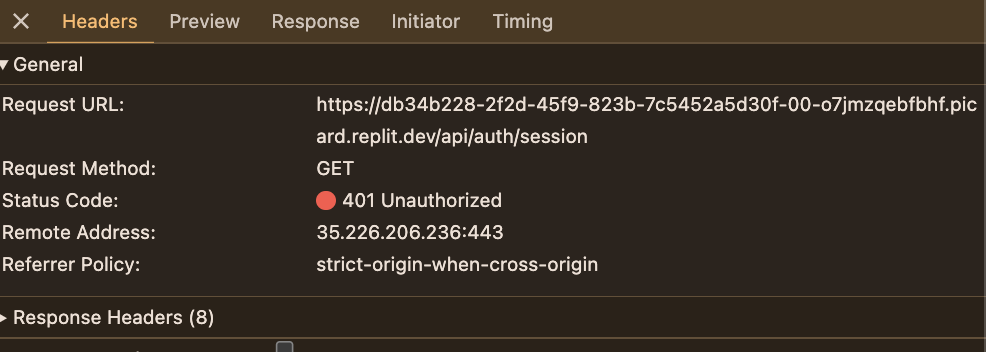 Headers Preview Response Initiator Timing
General
Request URL: https://db34b228-2f2d-45f9-823b-7c5452a5d30f-00-o7jmzqebfbhf.pic
ard.replit.dev/api/auth/session
Request Method: GET
Status Code: 401 Unauthorized
Remote Address: 35.226.206.236:443
Referrer Policy: strict-origin-when-cross-origin
Response Headers (8)